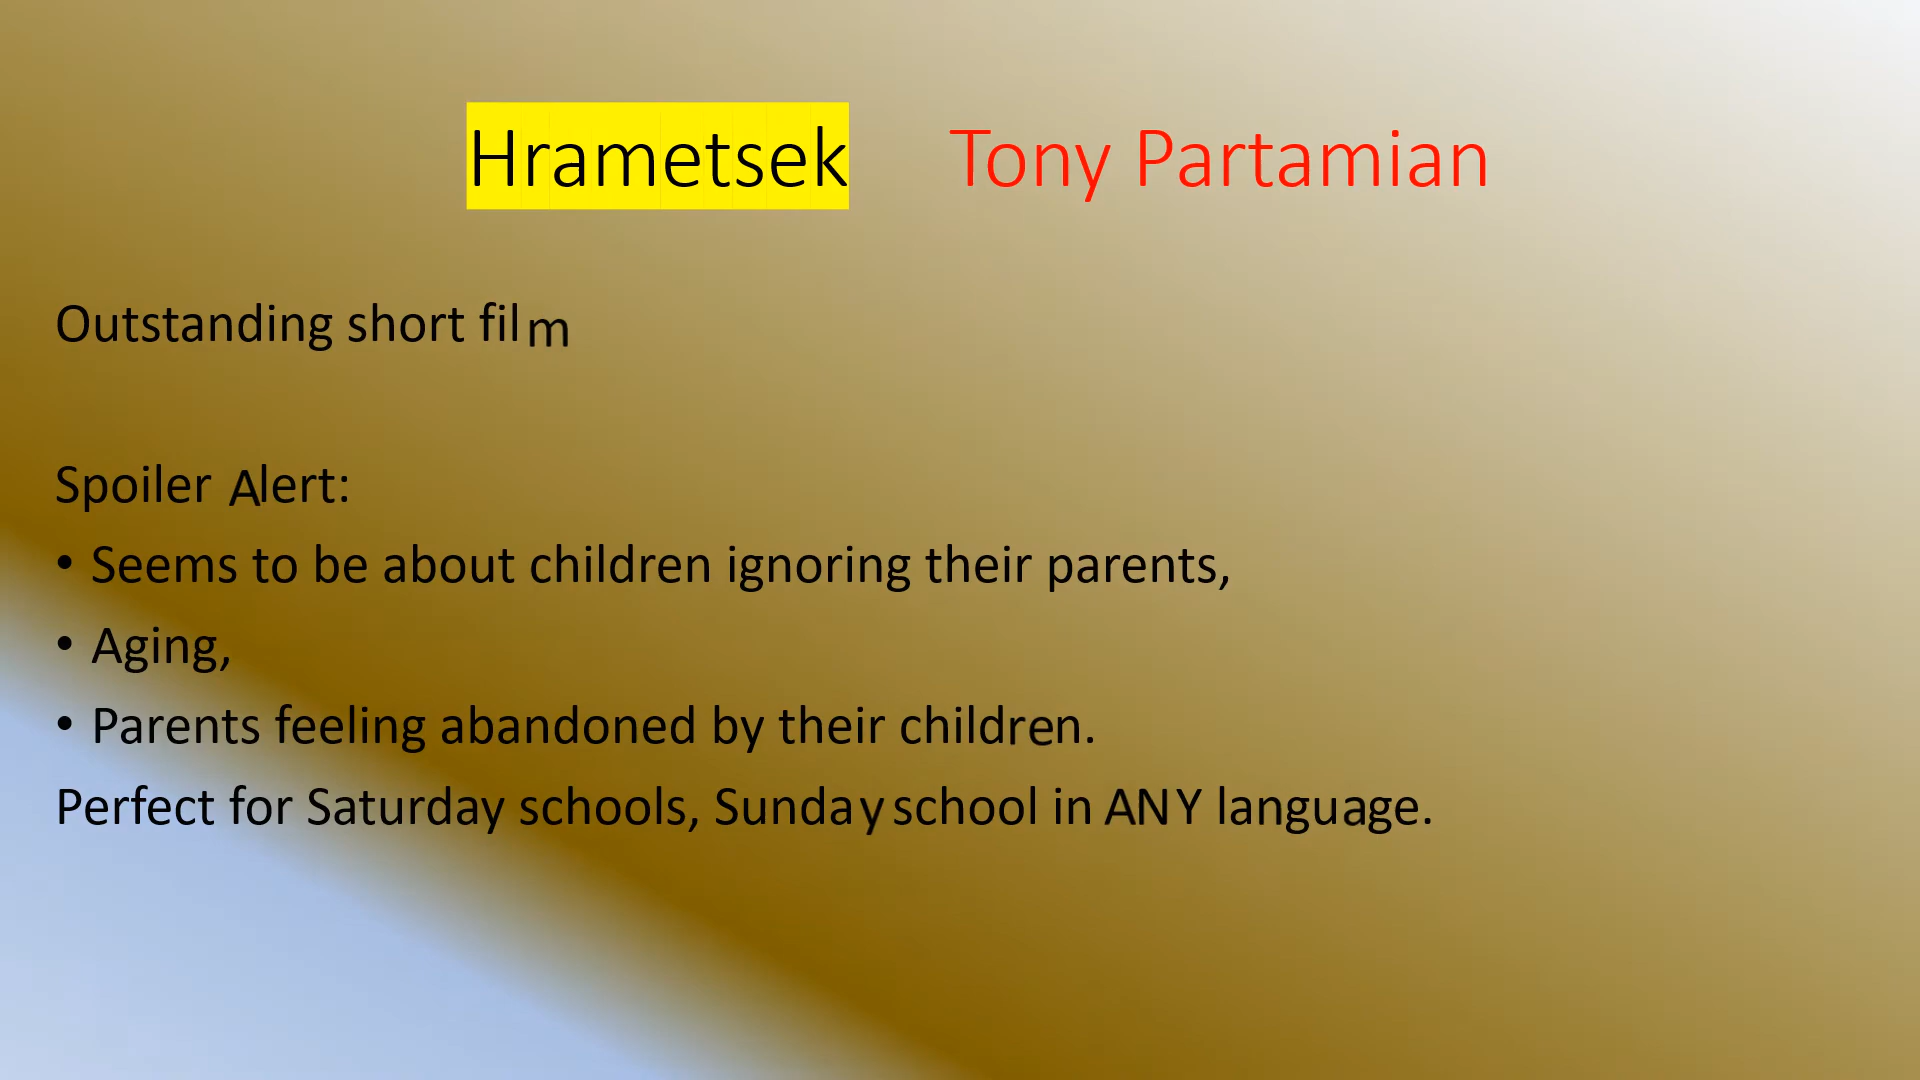 Hrametsek Tony Partamian
Outstanding short film
Spoiler Alert:
• Seems to be about children ignoring their parents,
• Aging,
• Parents feeling abandoned by their children.
Perfect for Saturday schools, Sunday school in ANY language.